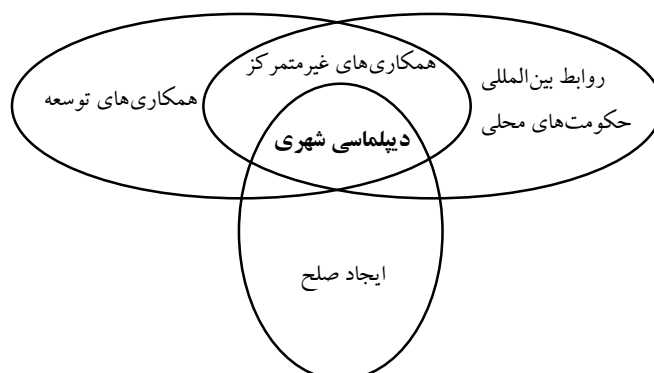 همکاری‌های غیرمتمرکز
روابط بین‌المللی
حکومت‌های محلی
همکاری‌های توسعه
دیپلماسی شهری
ایجاد صلح